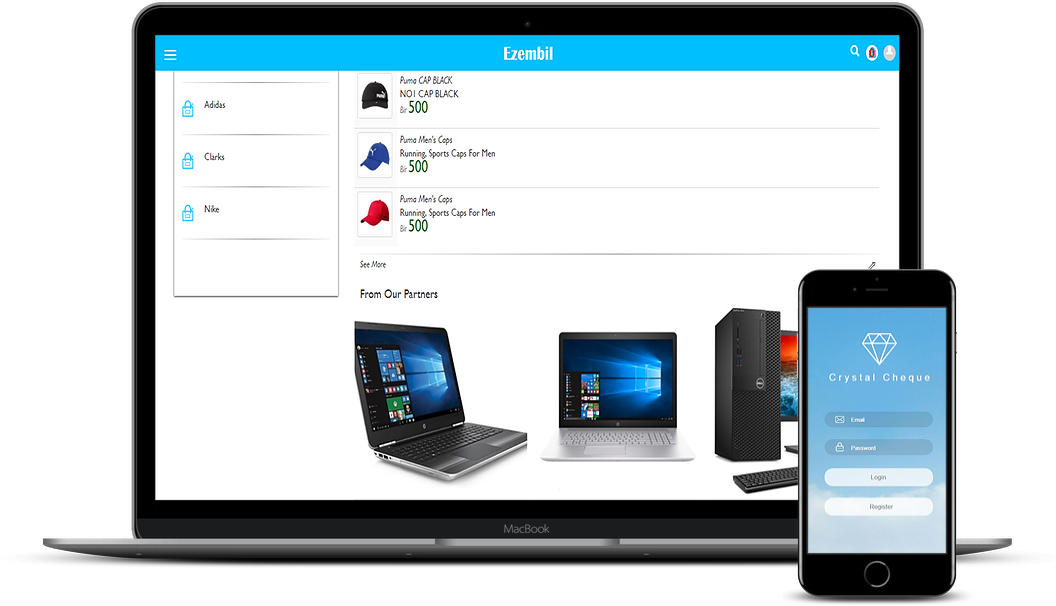 Ezembil
Adidas
Clarks
Nike
Puma CAP BLACK
NO1 CAP BLACK
Bir 500
Puma Men's Caps
Running, Sports Caps For Men
Bir 500
Puma Men's Caps
Running, Sports Caps For Men
Bir 500
See More
From Our Partners
MacBook
Crystal Cheque
Email
Password
Login
Register